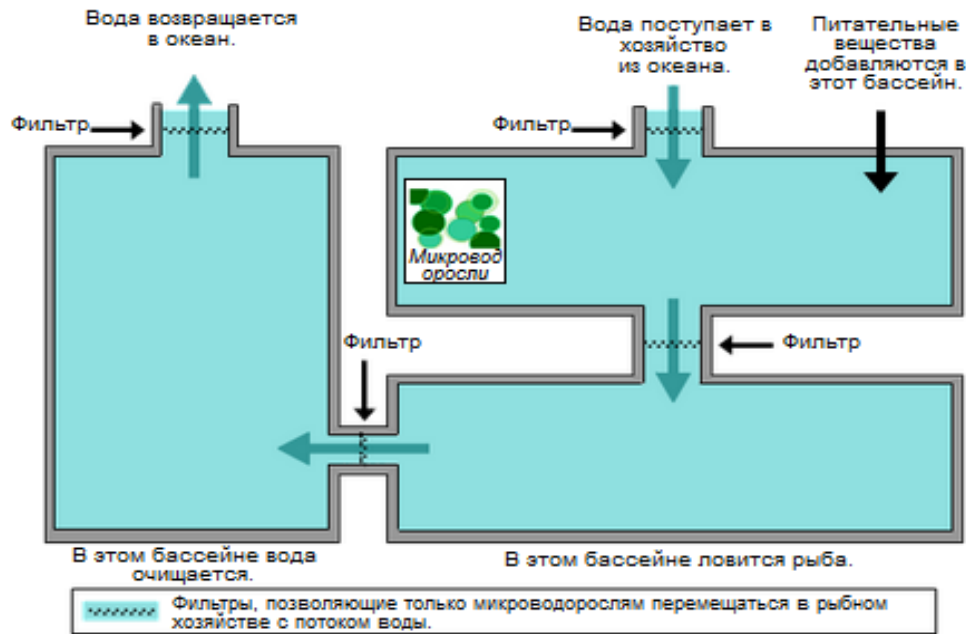 Вода возвращается
в океан.
Вода поступает в
хозяйство
из океана.
Питательные
вещества
добавляются в
этот бассейн.
Фильтр
Фильтр
Микровод
оросли
Фильтр
Фильтр
В этом бассейне вода
очищается.
В этом бассейне ловится рыба.
Фильтры, позволяющие только микроводорослям перемещаться в рыбном
хозяйстве с потоком воды.